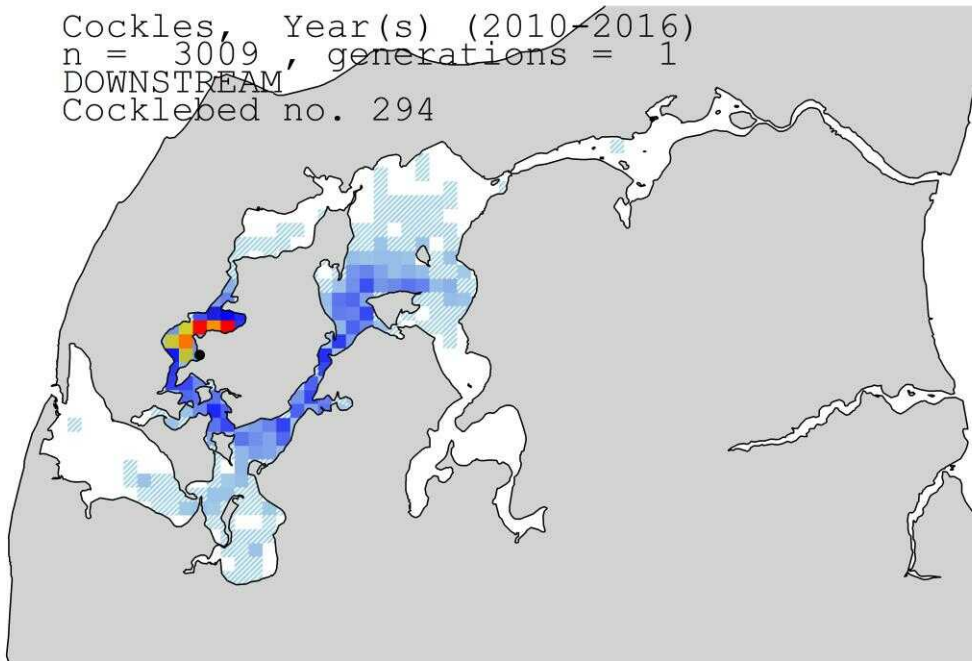 Cockles, Year(s) (2010-2016)
n = 3009 , generations = 1
DOWNSTREAM
Cocklebed no. 294